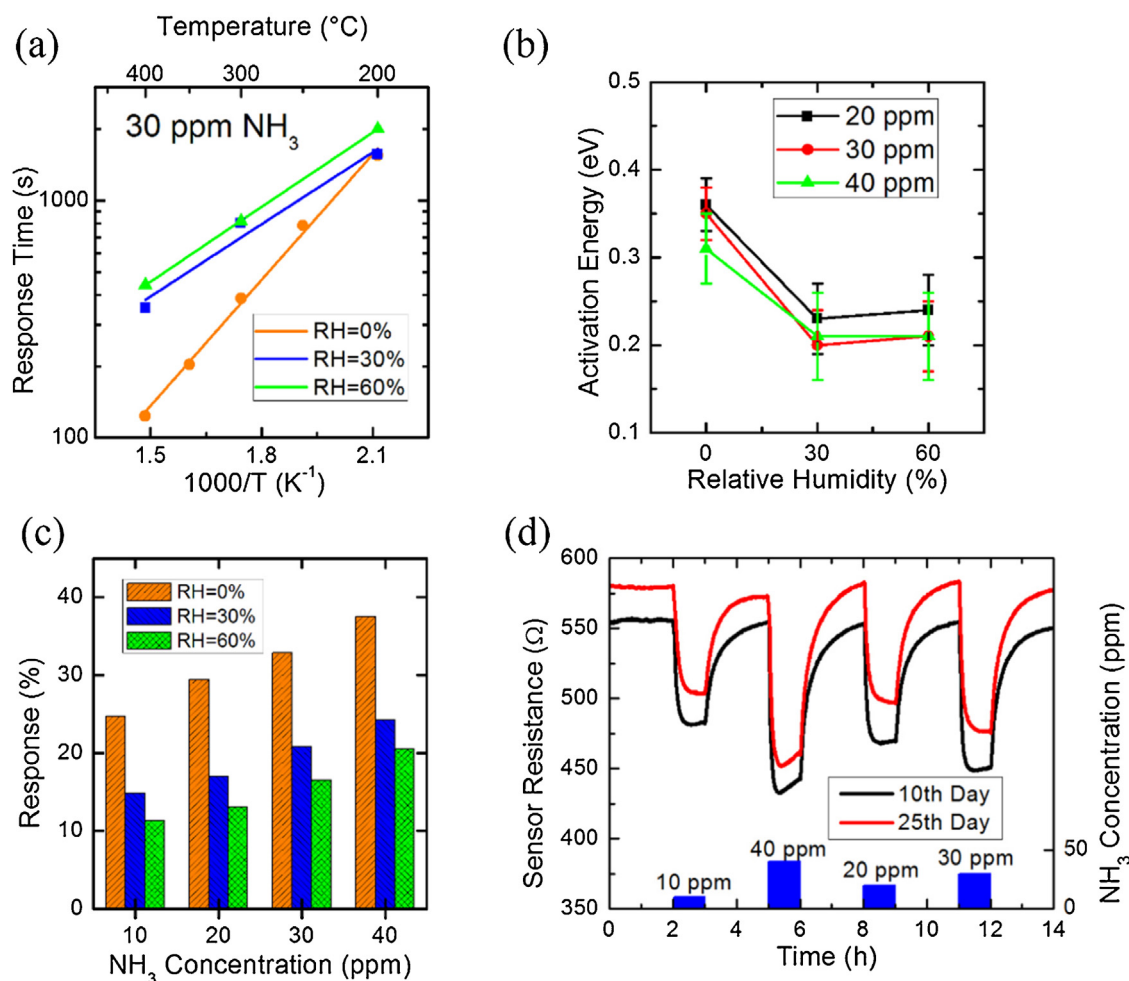 (a)
Temperature (°C)
400 300 200
30 ppm NH₃
Response Time (s)
1000
100
RH=0%
RH=30%
RH=60%
1.5 1.8 2.1
1000/T (K⁻¹)
(b)
Activation Energy (eV)
0.5
0.4
0.3
0.2
0.1
20 ppm
30 ppm
40 ppm
0 30 60
Relative Humidity (%)
(c)
Response (%)
40
30
20
10
0
RH=0%
RH=30%
RH=60%
10 20 30 40
NH₃ Concentration (ppm)
(d)
Sensor Resistance (Ω)
600
550
500
450
400
350
10th Day
25th Day
10 ppm
40 ppm
20 ppm
30 ppm
50
0
NH₃ Concentration (ppm)
0 2 4 6 8 10 12 14
Time (h)